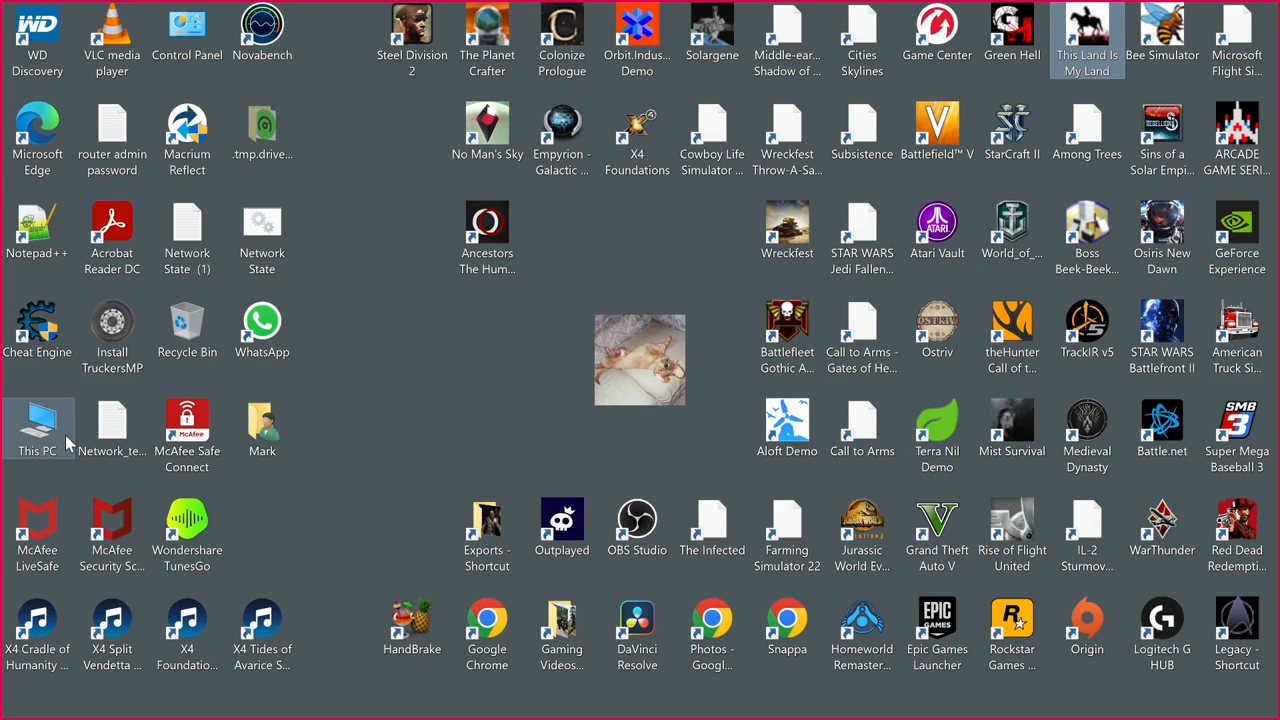 WD
Discovery
VLC media
player
Control Panel
Novabench
Steel Division
2
The Planet
Crafter
Colonize
Prologue
Orbit.Indus...
Demo
Solargene
Middle-ear...
Shadow of ...
Cities
Skylines
Game Center
Green Hell
This Land Is
My Land
Bee Simulator
Microsoft
Flight Si...
Microsoft
Edge
router admin
password
Macrium
Reflect
.tmp.drive...
No Man's Sky
Empyrion -
Galactic ...
X4
Foundations
Cowboy Life
Simulator ...
Wreckfest
Throw-A-Sa...
Subsistence
Battlefield™ V
StarCraft II
Among Trees
Sins of a
Solar Empi...
ARCADE
GAME SERI...
Notepad++
Acrobat
Reader DC
Network
State (1)
Network
State
Ancestors
The Hum...
Wreckfest
STAR WARS
Jedi Fallen...
ATARI
Atari Vault
World_of_...
Boss
Beek-Beek...
Osiris New
Dawn
GeForce
Experience
Cheat Engine
Install
TruckersMP
Recycle Bin
WhatsApp
Battlefleet
Gothic A...
Call to Arms -
Gates of He...
OSTRIV
Ostriv
theHunter
Call of t...
TrackIR v5
STAR WARS
Battlefront II
American
Truck Si...
This PC
Network_te...
McAfee
McAfee Safe
Connect
Mark
Aloft Demo
Call to Arms
Terra Nil
Demo
Mist Survival
Medieval
Dynasty
Battle.net
SMB
3
Super Mega
Baseball 3
McAfee
LiveSafe
McAfee
Security Sc...
Wondershare
TunesGo
Exports -
Shortcut
Outplayed
OBS Studio
The Infected
Farming
Simulator 22
Jurassic
World Ev...
Grand Theft
Auto V
Rise of Flight
United
IL-2
Sturmov...
WarThunder
Red Dead
Redempti...
X4 Cradle of
Humanity ...
X4 Split
Vendetta ...
X4
Foundatio...
X4 Tides of
Avarice S...
HandBrake
Google
Chrome
Gaming
Videos...
DaVinci
Resolve
Photos -
Googl...
Snappa
Homeworld
Remaster...
EPIC
GAMES
Epic Games
Launcher
Rockstar
Games ...
Origin
Logitech G
HUB
Legacy -
Shortcut